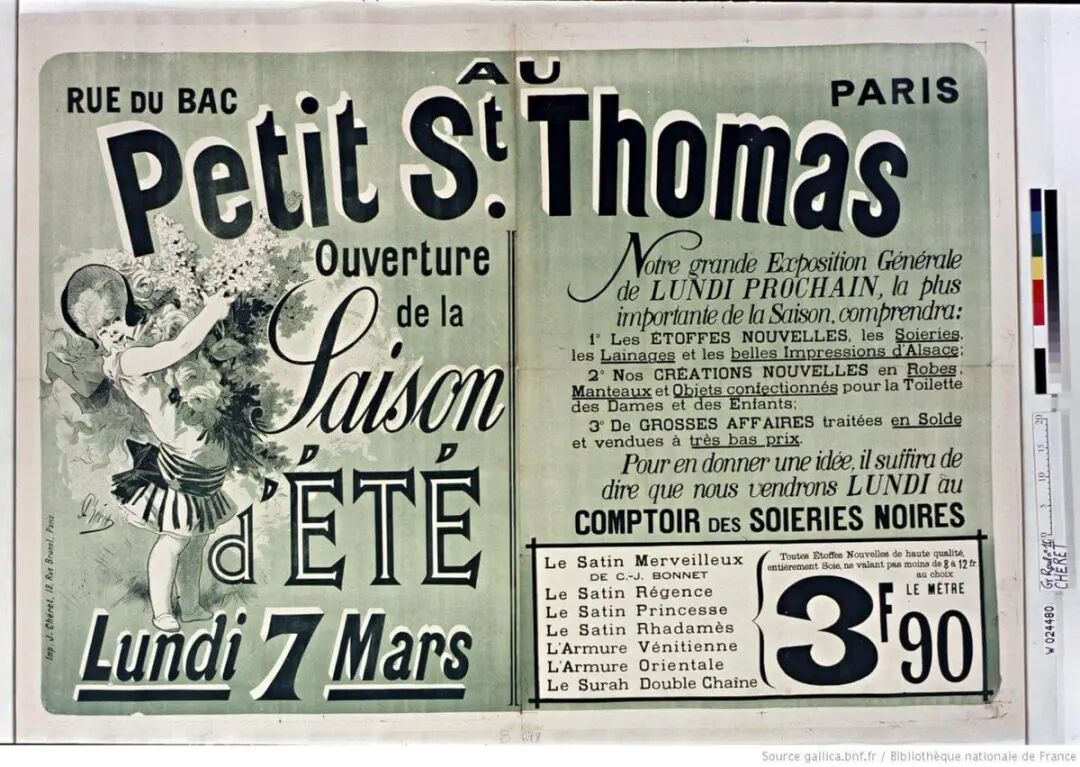 RUE DU BAC
AU
PARIS
Petit St. Thomas
Ouverture
de la
Saison
d'ÉTÉ
Lundi 7 Mars
Imp. J. Chéret, 18, Rue Brunel, Paris.
Notre grande Exposition Générale
de LUNDI PROCHAIN, la plus
importante de la Saison, comprendra:
1° Les ÉTOFFES NOUVELLES, les Soieries,
les Lainages et les belles Impressions d'Alsace;
2° Nos CRÉATIONS NOUVELLES en Robes,
Manteaux et Objets confectionnés pour la Toilette
des Dames et des Enfants;
3° De GROSSES AFFAIRES traitées en Solde
et vendues à très bas prix.
Pour en donner une idée, il suffira de
dire que nous vendrons LUNDI au
COMPTOIR DES SOIERIES NOIRES
Le Satin Merveilleux
DE C.-J. BONNET
Le Satin Régence
Le Satin Princesse
Le Satin Rhadamès
L'Armure Vénitienne
L'Armure Orientale
Le Surah Double Chaîne
Toutes Étoffes Nouvelles de haute qualité,
entièrement Soie, ne valant pas moins de 8 à 12 fr
au choix
LE MÈTRE
3F90
W 024480
CHERET
Source gallica.bnf.fr / Bibliothèque nationale de France